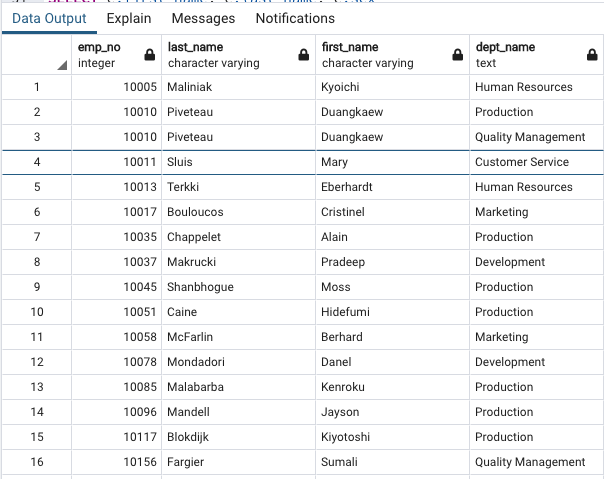 Data Output Explain Messages Notifications
emp_no last_name first_name dept_name
integer character varying character varying text
1 10005 Maliniak Kyoichi Human Resources
2 10010 Piveteau Duangkaew Production
3 10010 Piveteau Duangkaew Quality Management
4 10011 Sluis Mary Customer Service
5 10013 Terkki Eberhardt Human Resources
6 10017 Bouloucos Cristinel Marketing
7 10035 Chappelet Alain Production
8 10037 Makrucki Pradeep Development
9 10045 Shanbhogue Moss Production
10 10051 Caine Hidefumi Production
11 10058 McFarlin Berhard Marketing
12 10078 Mondadori Danel Development
13 10085 Malabarba Kenroku Production
14 10096 Mandell Jayson Production
15 10117 Blokdijk Kiyotoshi Production
16 10156 Fargier Sumali Quality Management